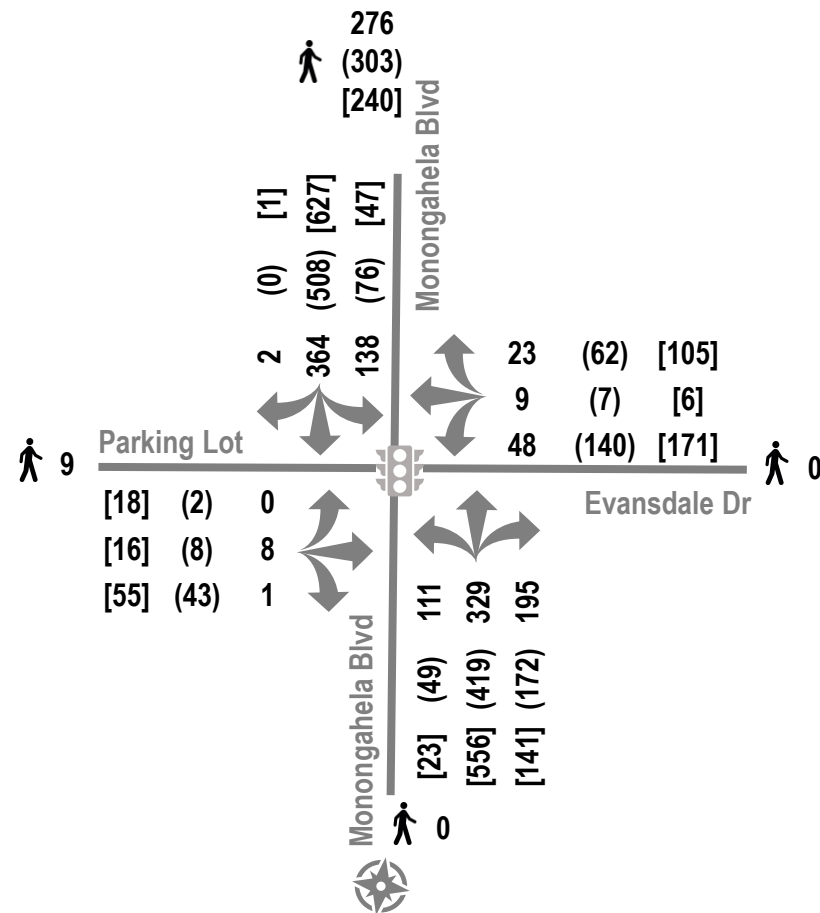 276
(303)
[240]
Monongahela Blvd
[1] [627] [47]
(0) (508) (76)
2 364 138
23 (62) [105]
9 (7) [6]
48 (140) [171]
Parking Lot
9
0
Evansdale Dr
[18] (2) 0
[16] (8) 8
[55] (43) 1
111 329 195
(49) (419) (172)
[23] [556] [141]
Monongahela Blvd
0